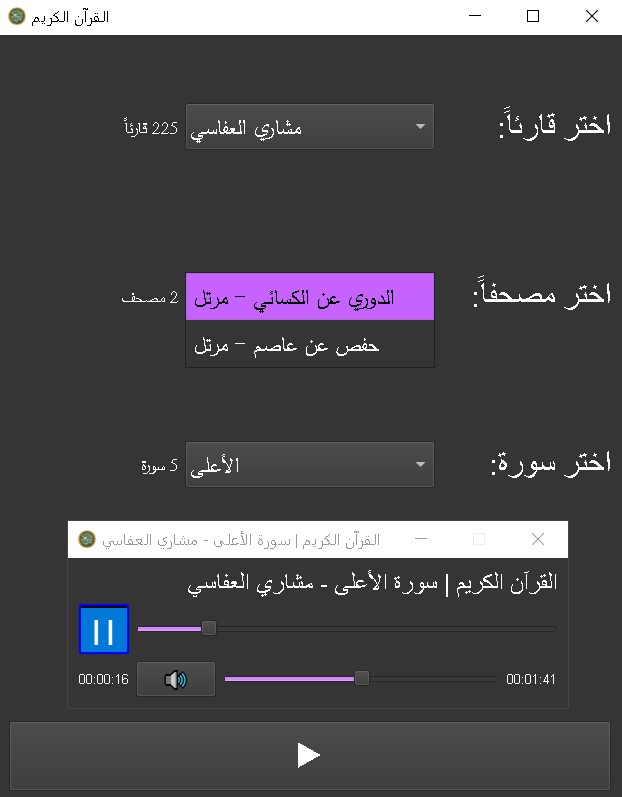 القرآن الكريم
اختر قارئاً:
مشاري العفاسي
225 قارئاً
اختر مصحفاً:
الدوري عن الكسائي - مرتل
حفص عن عاصم - مرتل
2 مصحف
اختر سورة:
الأعلى
5 سورة
القرآن الكريم | سورة الأعلى - مشاري العفاسي
القرآن الكريم | سورة الأعلى - مشاري العفاسي
00:00:16
00:01:41